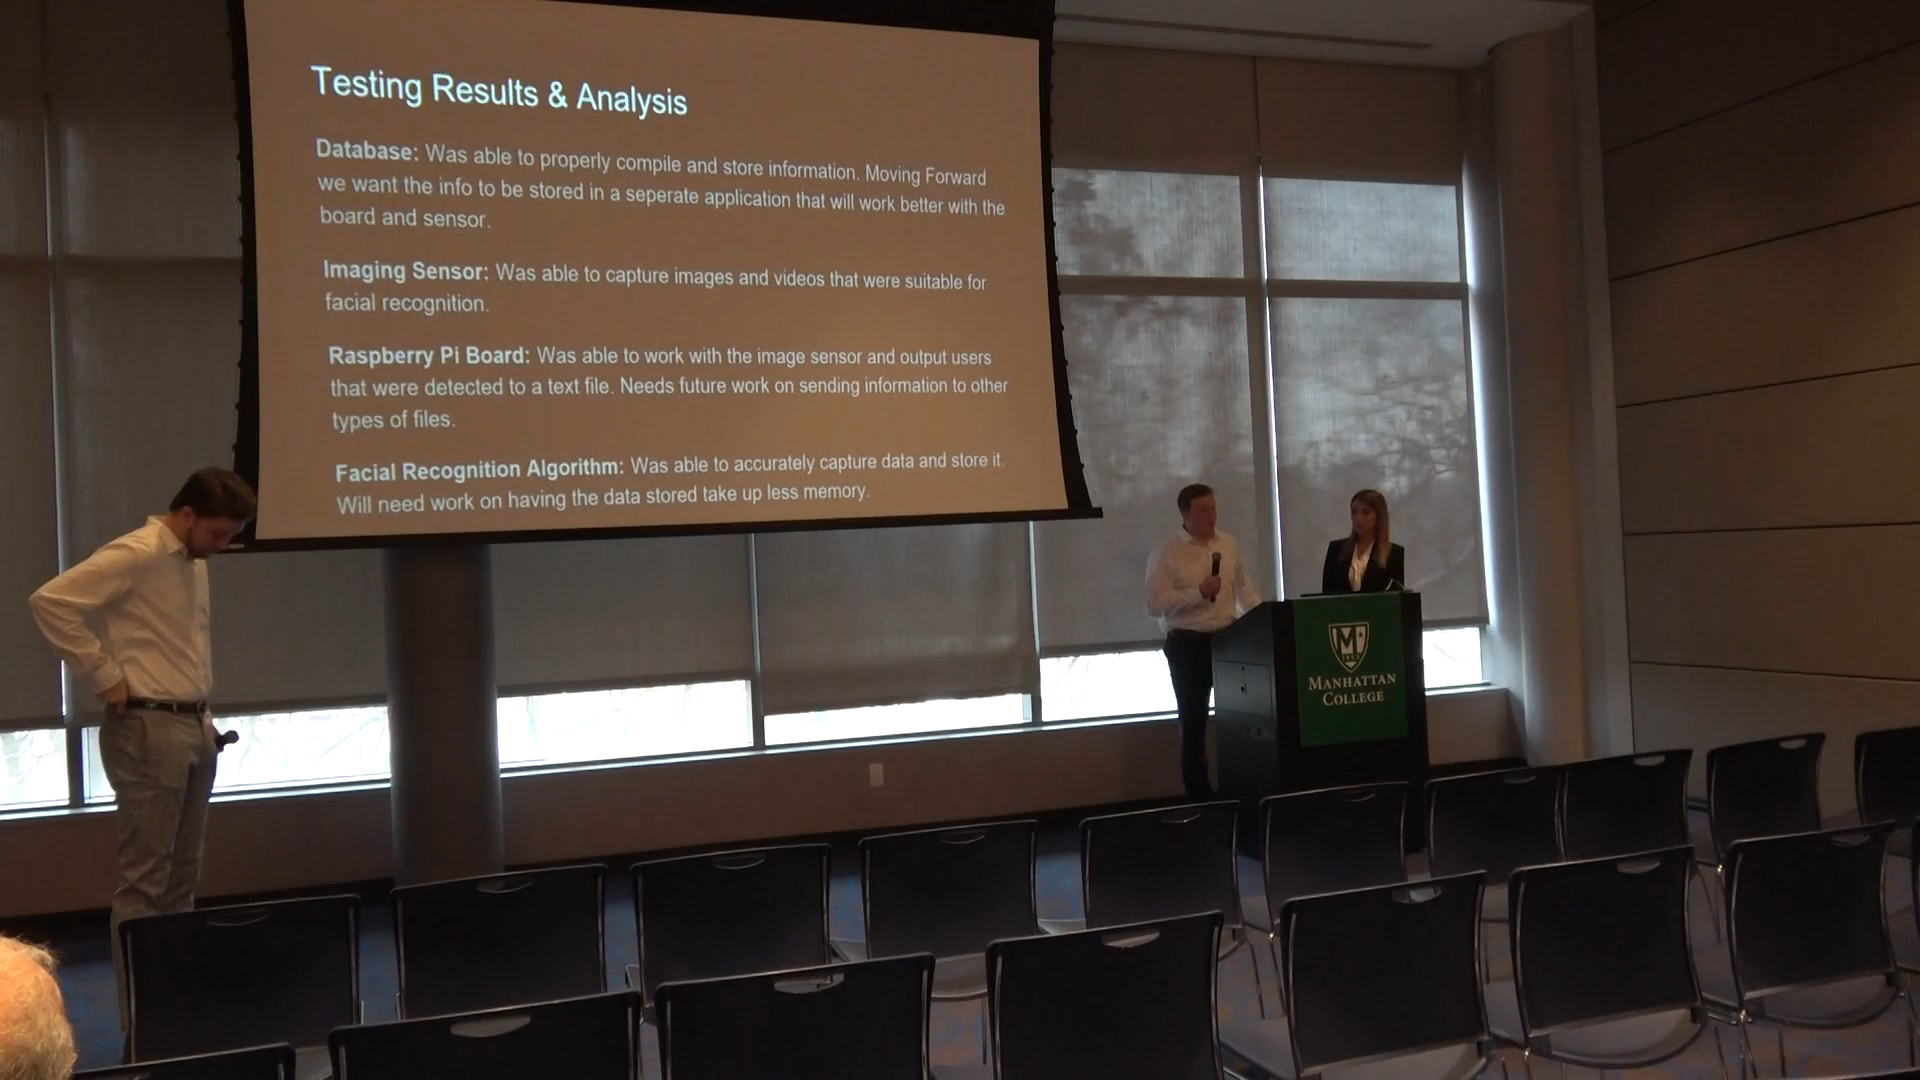 Testing Results & Analysis
Database: Was able to properly compile and store information. Moving Forward
we want the info to be stored in a seperate application that will work better with the
board and sensor.
Imaging Sensor: Was able to capture images and videos that were suitable for
facial recognition.
Raspberry Pi Board: Was able to work with the image sensor and output users
that were detected to a text file. Needs future work on sending information to other
types of files.
Facial Recognition Algorithm: Was able to accurately capture data and store it.
Will need work on having the data stored take up less memory.
M
MANHATTAN
COLLEGE